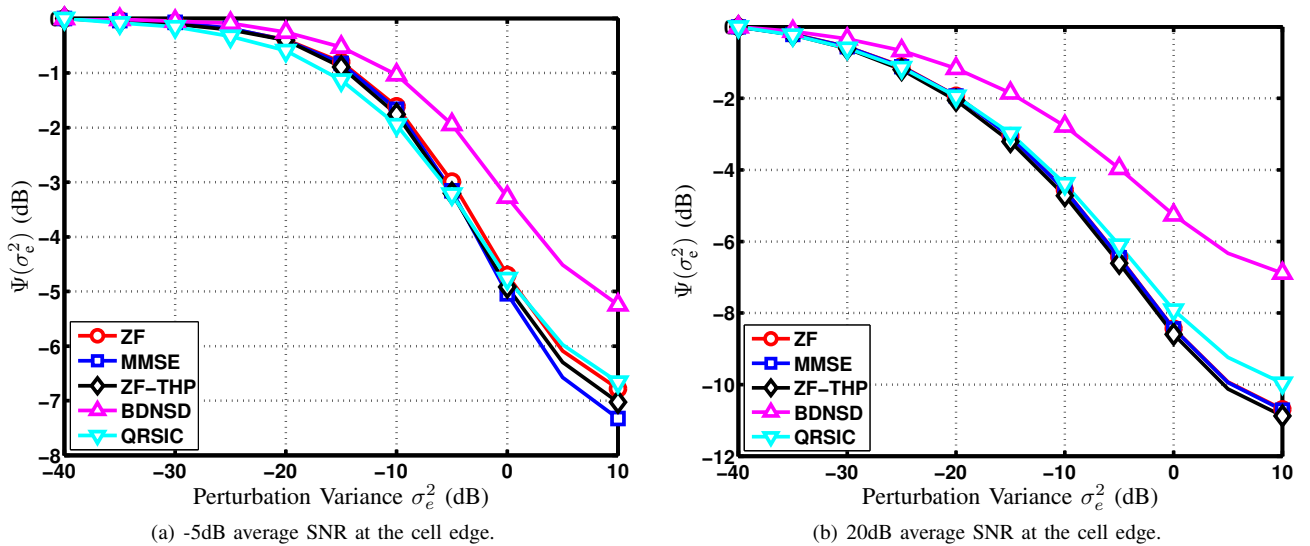 0
−1
−2
−3
−4
−5
−6
−7
−8
−40
−30
−20
−10
0
10
Ψ(σ_e^2) (dB)
Perturbation Variance σ_e^2 (dB)
ZF
MMSE
ZF−THP
BDNSD
QRSIC
(a) -5dB average SNR at the cell edge.
0
−2
−4
−6
−8
−10
−12
−40
−30
−20
−10
0
10
Ψ(σ_e^2) (dB)
Perturbation Variance σ_e^2 (dB)
ZF
MMSE
ZF−THP
BDNSD
QRSIC
(b) 20dB average SNR at the cell edge.